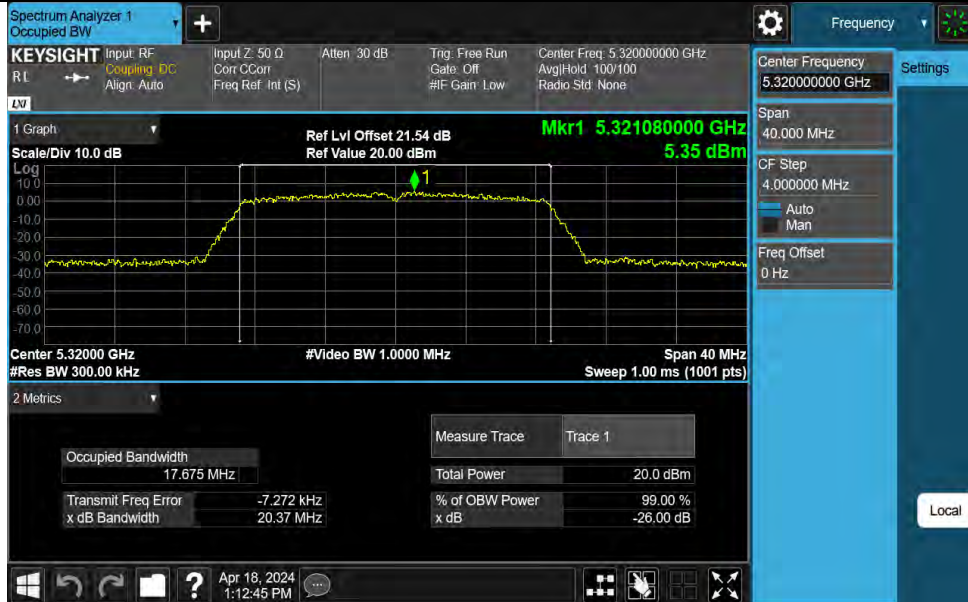 Spectrum Analyzer 1
Occupied BW
Frequency
KEYSIGHT
Input: RF
Coupling: DC
Align: Auto
Input Z: 50 Ω
Corr CCorr
Freq Ref: Int (S)
Atten: 30 dB
Trig: Free Run
Gate: Off
#IF Gain: Low
Center Freq: 5.320000000 GHz
Avg|Hold: 100/100
Radio Std: None
LXI
Center Frequency
5.320000000 GHz
Settings
Span
40.000 MHz
CF Step
4.000000 MHz
Auto
Man
Freq Offset
0 Hz
Local
1 Graph
Scale/Div 10.0 dB
Ref Lvl Offset 21.54 dB
Ref Value 20.00 dBm
Mkr1 5.321080000 GHz
5.35 dBm
Log
10.0
0.00
-10.0
-20.0
-30.0
-40.0
-50.0
-60.0
-70.0
1
Center 5.32000 GHz
#Video BW 1.0000 MHz
Span 40 MHz
#Res BW 300.00 kHz
Sweep 1.00 ms (1001 pts)
2 Metrics
Measure Trace
Trace 1
Occupied Bandwidth
17.675 MHz
Total Power
20.0 dBm
Transmit Freq Error
-7.272 kHz
% of OBW Power
99.00 %
x dB Bandwidth
20.37 MHz
x dB
-26.00 dB
?
Apr 18, 2024
1:12:45 PM